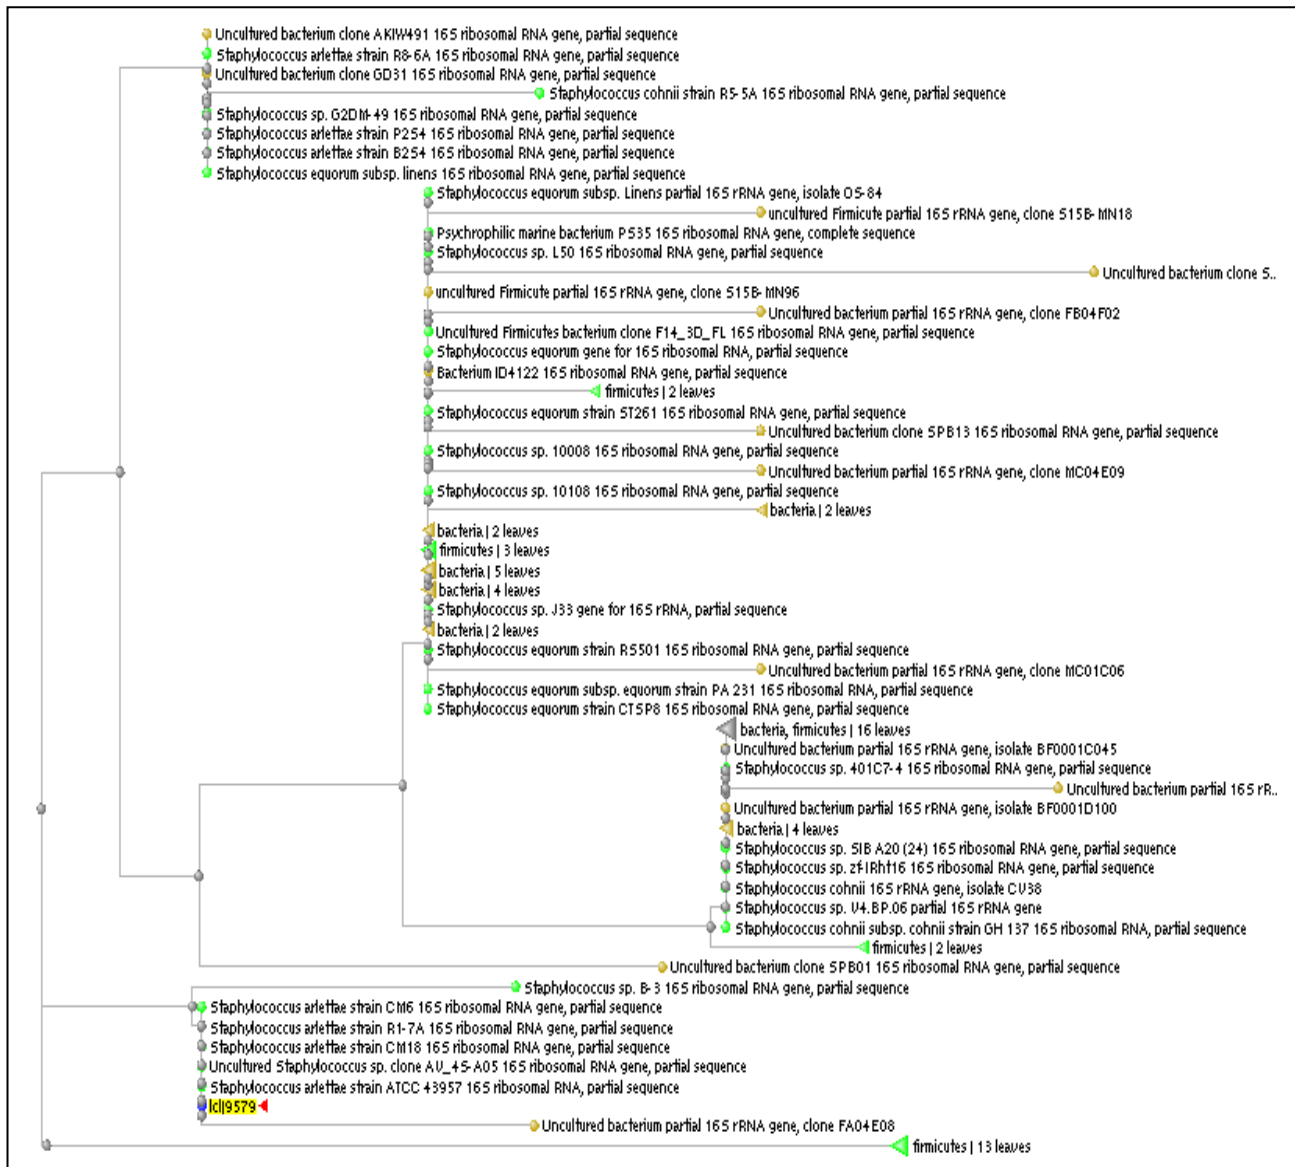 Uncultured bacterium clone AKIW491 16S ribosomal RNA gene, partial sequence
Staphylococcus arlettae strain R8-6A 16S ribosomal RNA gene, partial sequence
Uncultured bacterium clone GD31 16S ribosomal RNA gene, partial sequence
Staphylococcus cohnii strain R5-5A 16S ribosomal RNA gene, partial sequence
Staphylococcus sp. G2DM-49 16S ribosomal RNA gene, partial sequence
Staphylococcus arlettae strain P254 16S ribosomal RNA gene, partial sequence
Staphylococcus arlettae strain B254 16S ribosomal RNA gene, partial sequence
Staphylococcus equorum subsp. linens 16S ribosomal RNA gene, partial sequence
Staphylococcus equorum subsp. Linens partial 16S rRNA gene, isolate OS-84
uncultured Firmicute partial 16S rRNA gene, clone S15B-MN18
Psychrophilic marine bacterium PS35 16S ribosomal RNA gene, complete sequence
Staphylococcus sp. L50 16S ribosomal RNA gene, partial sequence
Uncultured bacterium clone S..
uncultured Firmicute partial 16S rRNA gene, clone S15B-MN96
Uncultured bacterium partial 16S rRNA gene, clone FB04F02
Uncultured Firmicutes bacterium clone F14_3D_FL 16S ribosomal RNA gene, partial sequence
Staphylococcus equorum gene for 16S ribosomal RNA, partial sequence
Bacterium ID4122 16S ribosomal RNA gene, partial sequence
firmicutes | 2 leaves
Staphylococcus equorum strain ST261 16S ribosomal RNA gene, partial sequence
Uncultured bacterium clone SPB13 16S ribosomal RNA gene, partial sequence
Staphylococcus sp. 10008 16S ribosomal RNA gene, partial sequence
Uncultured bacterium partial 16S rRNA gene, clone MC04E09
Staphylococcus sp. 10108 16S ribosomal RNA gene, partial sequence
bacteria | 2 leaves
bacteria | 2 leaves
firmicutes | 3 leaves
bacteria | 5 leaves
bacteria | 4 leaves
Staphylococcus sp. J33 gene for 16S rRNA, partial sequence
bacteria | 2 leaves
Staphylococcus equorum strain RS501 16S ribosomal RNA gene, partial sequence
Uncultured bacterium partial 16S rRNA gene, clone MC01C06
Staphylococcus equorum subsp. equorum strain PA 231 16S ribosomal RNA, partial sequence
Staphylococcus equorum strain CTSP8 16S ribosomal RNA gene, partial sequence
bacteria, firmicutes | 16 leaves
Uncultured bacterium partial 16S rRNA gene, isolate BF0001C045
Staphylococcus sp. 401C7-4 16S ribosomal RNA gene, partial sequence
Uncultured bacterium partial 16S rR..
Uncultured bacterium partial 16S rRNA gene, isolate BF0001D100
bacteria | 4 leaves
Staphylococcus sp. SIB A20 (24) 16S ribosomal RNA gene, partial sequence
Staphylococcus sp. zf-IRht16 16S ribosomal RNA gene, partial sequence
Staphylococcus cohnii 16S rRNA gene, isolate CV38
Staphylococcus sp. V4.BP.06 partial 16S rRNA gene
Staphylococcus cohnii subsp. cohnii strain GH 137 16S ribosomal RNA, partial sequence
firmicutes | 2 leaves
Uncultured bacterium clone SPB01 16S ribosomal RNA gene, partial sequence
Staphylococcus sp. B-3 16S ribosomal RNA gene, partial sequence
Staphylococcus arlettae strain CM6 16S ribosomal RNA gene, partial sequence
Staphylococcus arlettae strain R1-7A 16S ribosomal RNA gene, partial sequence
Staphylococcus arlettae strain CM18 16S ribosomal RNA gene, partial sequence
Uncultured Staphylococcus sp. clone AV_4S-A05 16S ribosomal RNA gene, partial sequence
Staphylococcus arlettae strain ATCC 43957 16S ribosomal RNA, partial sequence
lcl|9579
Uncultured bacterium partial 16S rRNA gene, clone FA04E08
firmicutes | 13 leaves